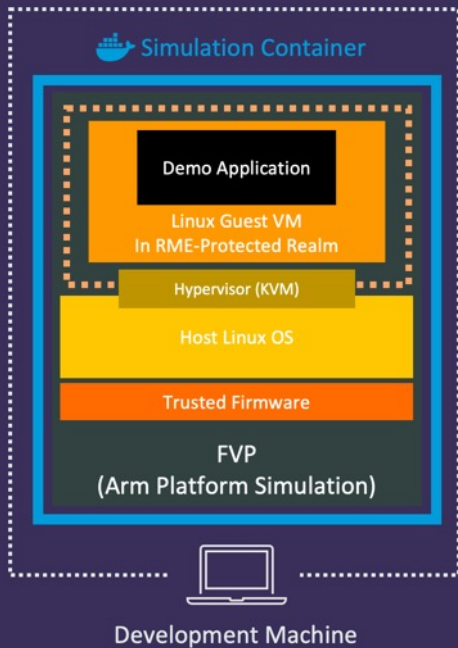 Simulation Container
Demo Application
Linux Guest VM
In RME-Protected Realm
Hypervisor (KVM)
Host Linux OS
Trusted Firmware
FVP
(Arm Platform Simulation)
Development Machine